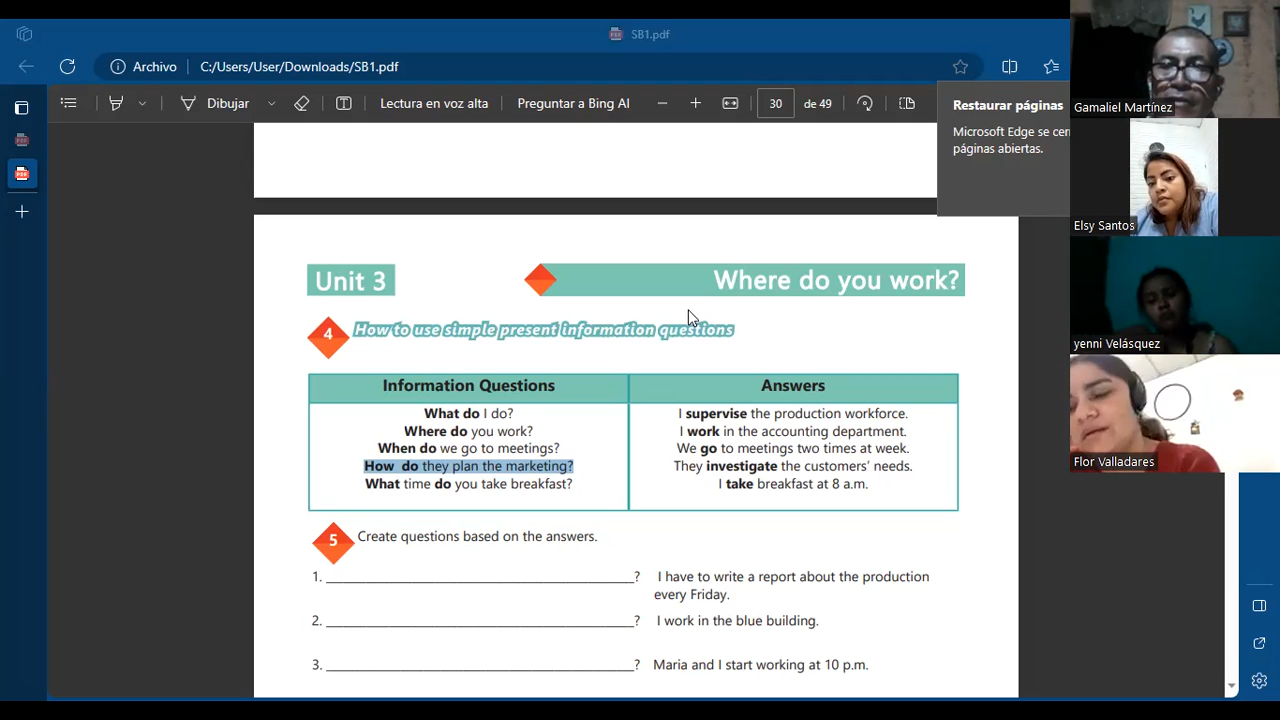 SB1.pdf
Archivo
C:/Users/User/Downloads/SB1.pdf
Dibujar
Lectura en voz alta
Preguntar a Bing AI
30
de 49
Restaurar páginas
Microsoft Edge se cer
páginas abiertas.
Gamaliel Martínez
Elsy Santos
yenni Velásquez
Flor Valladares
Unit 3
Where do you work?
4
How to use simple present information questions
Information Questions
Answers
What do I do?
I supervise the production workforce.
Where do you work?
I work in the accounting department.
When do we go to meetings?
We go to meetings two times at week.
How do they plan the marketing?
They investigate the customers' needs.
What time do you take breakfast?
I take breakfast at 8 a.m.
5
Create questions based on the answers.
1. ________________________________________?
I have to write a report about the production
every Friday.
2. ________________________________________?
I work in the blue building.
3. ________________________________________?
Maria and I start working at 10 p.m.